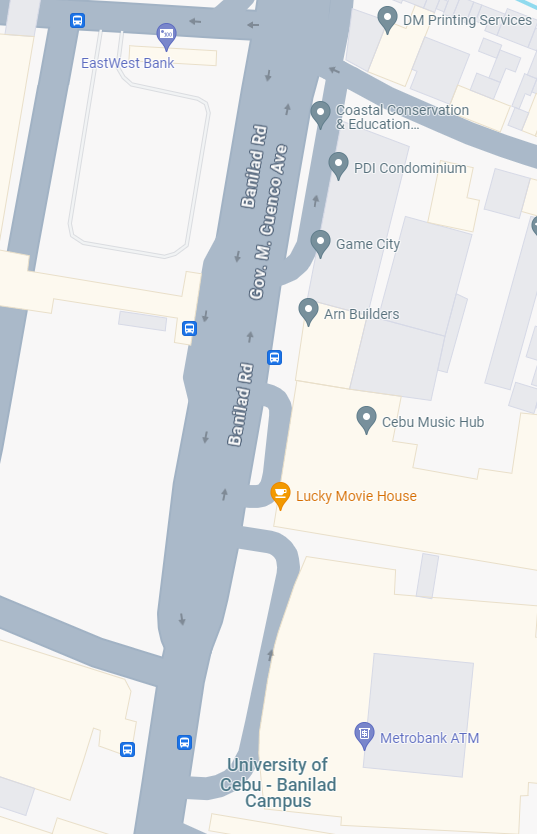 DM Printing Services
EastWest Bank
Coastal Conservation
& Education...
Banilad Rd
PDI Condominium
Gov. M. Cuenco Ave
Game City
Arn Builders
Banilad Rd
Cebu Music Hub
Lucky Movie House
Metrobank ATM
University of
Cebu - Banilad
Campus